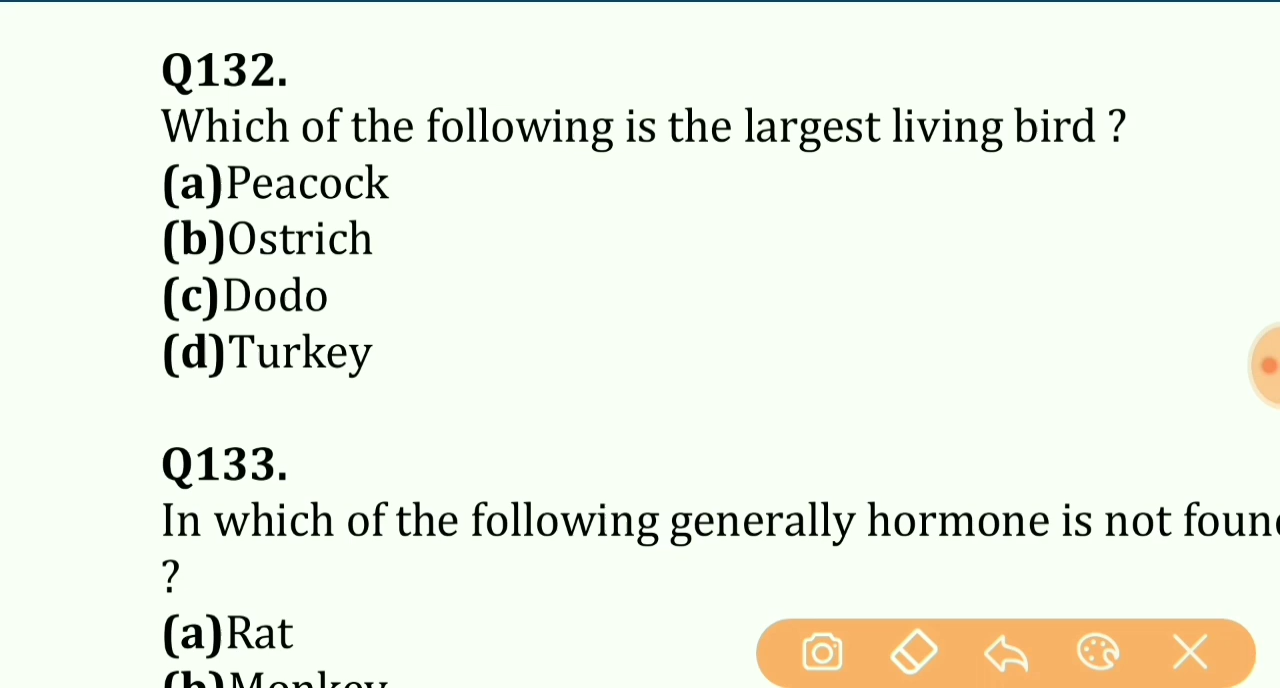 Q132.
Which of the following is the largest living bird ?
(a)Peacock
(b)Ostrich
(c)Dodo
(d)Turkey
Q133.
In which of the following generally hormone is not foun
?
(a)Rat
(b)Monkey